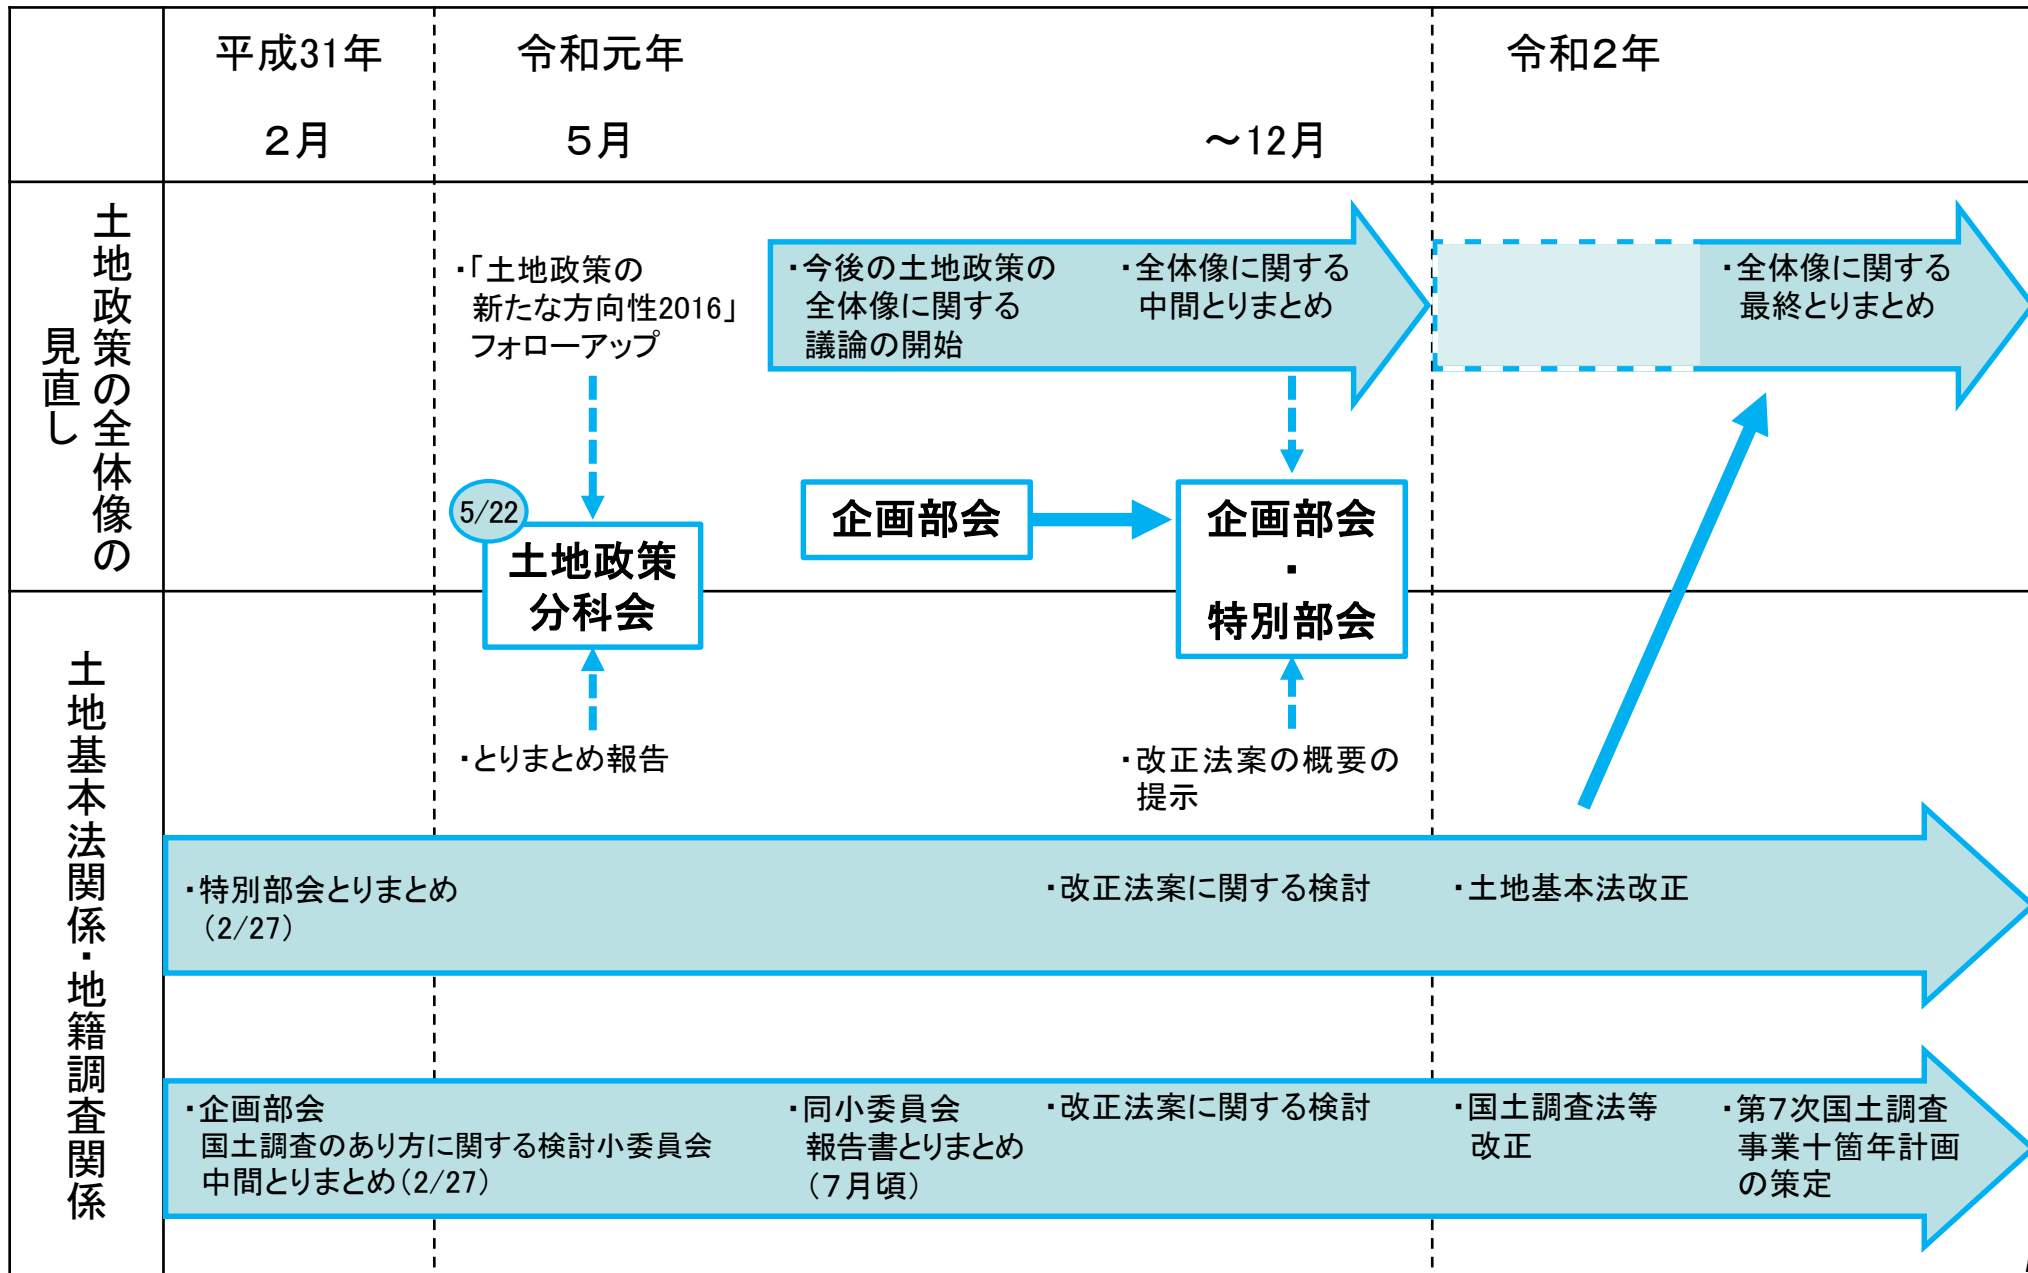 平成31年
令和元年
令和2年
2月
5月
～12月
土地政策の全体像の
見直し
・「土地政策の
新たな方向性2016」
フォローアップ
・今後の土地政策の
全体像に関する
議論の開始
・全体像に関する
中間とりまとめ
・全体像に関する
最終とりまとめ
5/22
土地政策
分科会
企画部会
企画部会
・
特別部会
土地基本法関係・地籍調査関係
・とりまとめ報告
・改正法案の概要の
提示
・特別部会とりまとめ
（2/27）
・改正法案に関する検討
・土地基本法改正
・企画部会
国土調査のあり方に関する検討小委員会
中間とりまとめ（2/27）
・同小委員会
報告書とりまとめ
（7月頃）
・改正法案に関する検討
・国土調査法等
改正
・第7次国土調査
事業十箇年計画
の策定